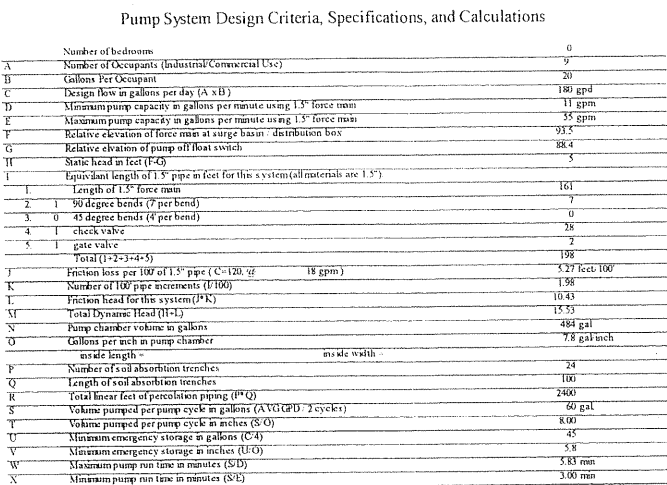 Pump System Design Criteria, Specifications, and Calculations
Number of bedrooms 0
A Number of Occupants (Industrial/Commercial Use) 9
B Gallons Per Occupant 20
C Design flow in gallons per day (A x B) 180 gpd
D Minimum pump capacity in gallons per minute using 1.5" force main 11 gpm
E Maximum pump capacity in gallons per minute using 1.5" force main 55 gpm
F Relative elevation of force main at surge basin / distribution box 93.5
G Relative elvation of pump off float switch 88.4
H Static head in feet (F-G) 5
I Equivilant length of 1.5" pipe in feet for this system (all materials are 1.5")
1. Length of 1.5" force main 161
2. 1 90 degree bends (7' per bend) 7
3. 0 45 degree bends (4' per bend) 0
4. 1 check valve 28
5. 1 gate valve 2
Total (1+2+3+4+5) 198
J Friction loss per 100' of 1.5" pipe ( C=120, @ 18 gpm ) 5.27 feet/100'
K Number of 100' pipe increments (I/100) 1.98
L Friction head for this system (J*K) 10.43
M Total Dynamic Head (H+L) 15.53
N Pump chamber volume in gallons 484 gal
O Gallons per inch in pump chamber 7.8 gal/inch
inside length = inside width =
P Number of soil absorbtion trenches 24
Q Length of soil absorbtion trenches 100
R Total linear feet of percolation piping (P*Q) 2400
S Volume pumped per pump cycle in gallons (AVG GPD / 2 cycles) 60 gal
T Volume pumped per pump cycle in inches (S/O) 8.00
U Minimum emergency storage in gallons (C/4) 45
V Minimum emergency storage in inches (U/O) 5.8
W Maximum pump run time in minutes (S/D) 5.83 min
X Minimum pump run time in minutes (S/E) 3.00 min